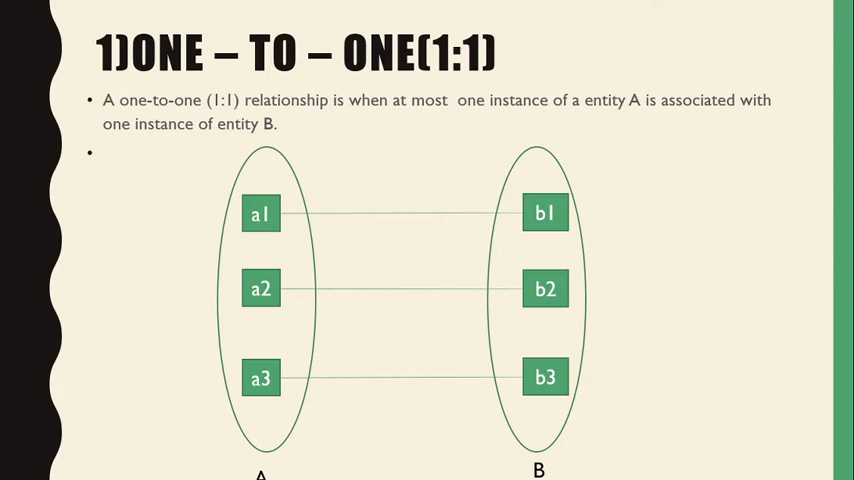 1)ONE – TO – ONE(1:1)
• A one-to-one (1:1) relationship is when at most one instance of a entity A is associated with
one instance of entity B.
•
a1 b1
a2 b2
a3 b3
A B